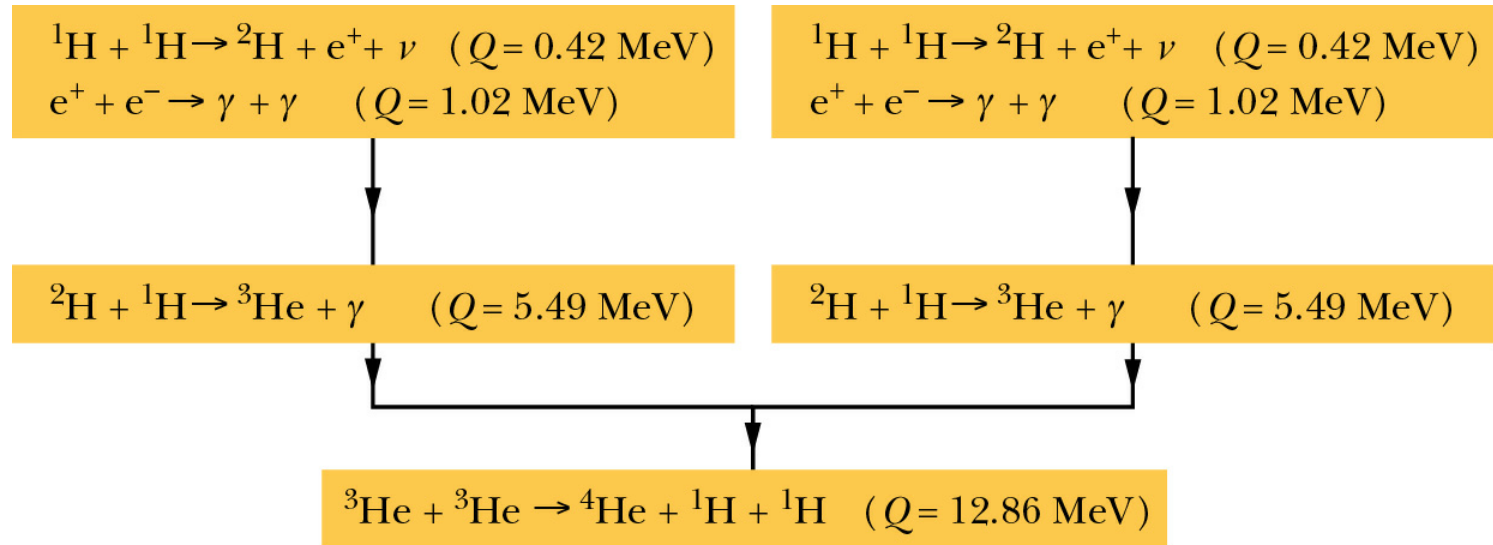 ¹H + ¹H → ²H + e⁺ + ν (Q = 0.42 MeV)
e⁺ + e⁻ → γ + γ (Q = 1.02 MeV)
¹H + ¹H → ²H + e⁺ + ν (Q = 0.42 MeV)
e⁺ + e⁻ → γ + γ (Q = 1.02 MeV)
²H + ¹H → ³He + γ (Q = 5.49 MeV)
²H + ¹H → ³He + γ (Q = 5.49 MeV)
³He + ³He → ⁴He + ¹H + ¹H (Q = 12.86 MeV)